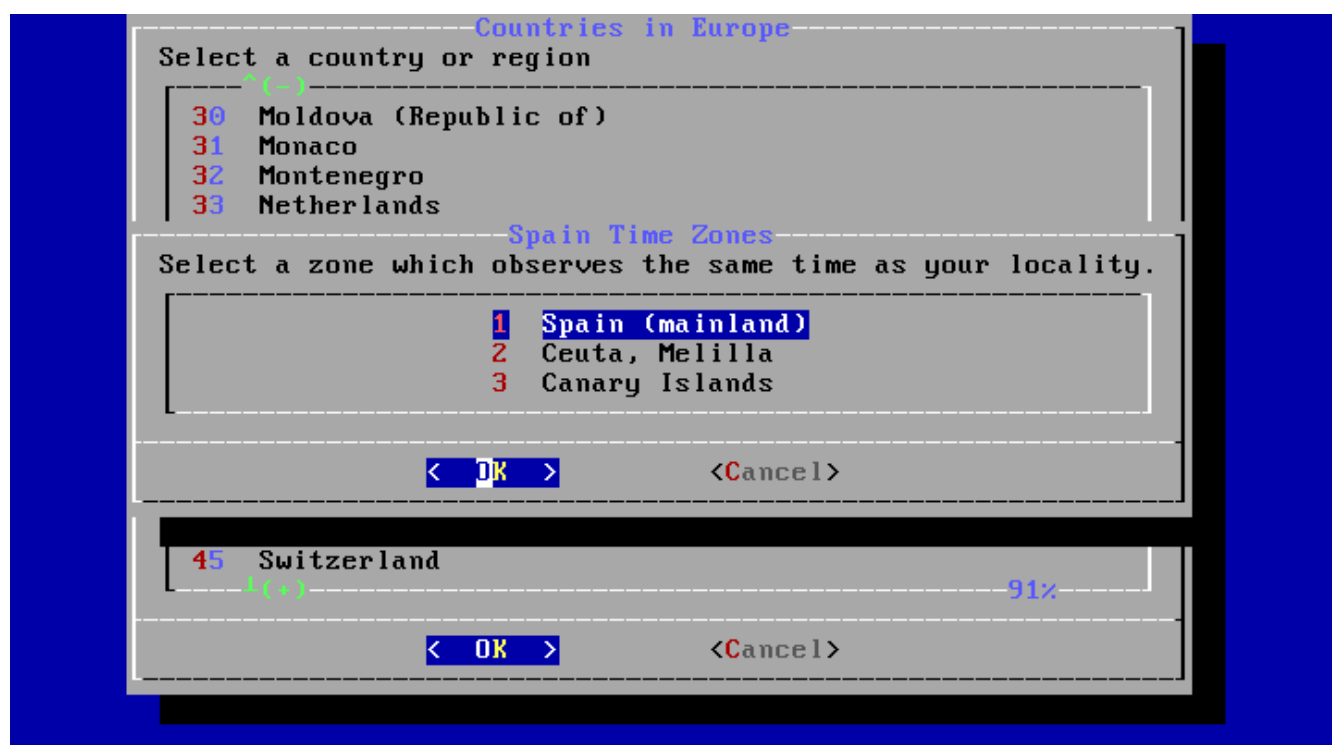 Countries in Europe
Select a country or region
^(-)
30 Moldova (Republic of)
31 Monaco
32 Montenegro
33 Netherlands
Spain Time Zones
Select a zone which observes the same time as your locality.
1 Spain (mainland)
2 Ceuta, Melilla
3 Canary Islands
< OK > <Cancel>
45 Switzerland
┴(+) 91%
< OK > <Cancel>